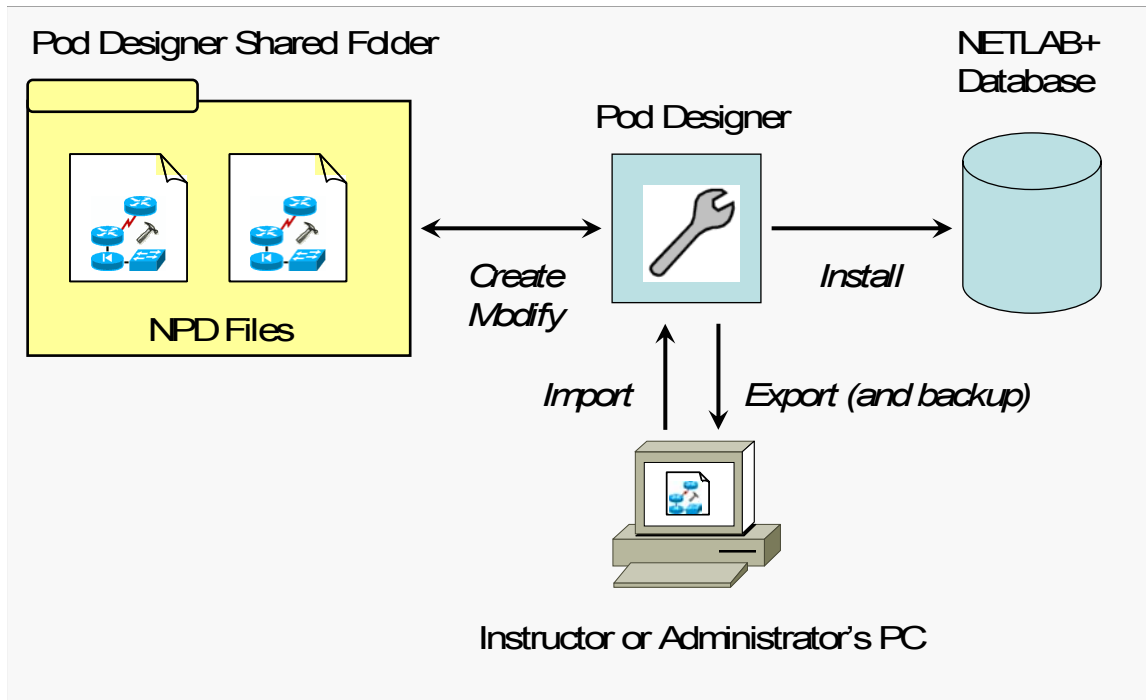 Pod Designer Shared Folder
NETLAB+
Database
Pod Designer
Create
Modify
Install
NPD Files
Import
Export (and backup)
Instructor or Administrator’s PC